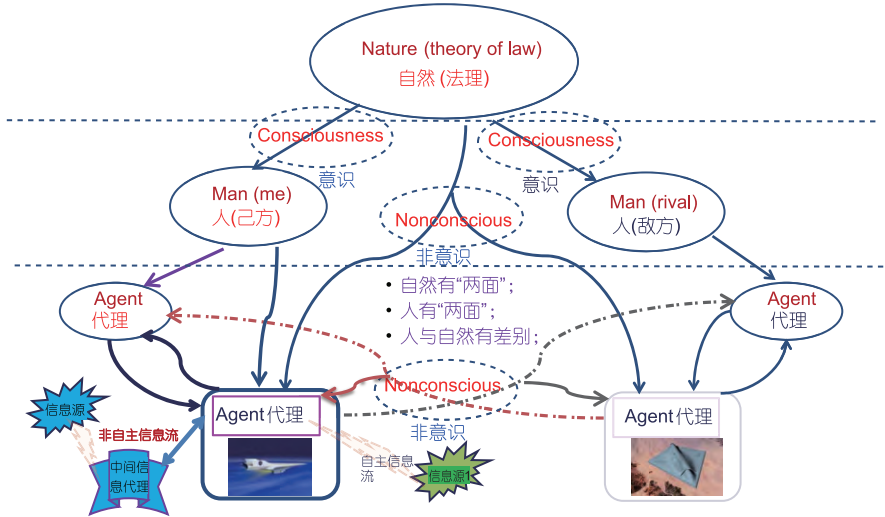 Nature (theory of law)
自然 (法理)
Consciousness
意识
Consciousness
意识
Man (me)
人(己方)
Nonconscious
非意识
Man (rival)
人(敌方)
Agent
代理
• 自然有“两面”；
• 人有“两面”；
• 人与自然有差别；
Agent
代理
Nonconscious
非意识
信息源
非自主信息流
中间信
息代理
Agent代理
自主信息
流
信息源1
Agent代理